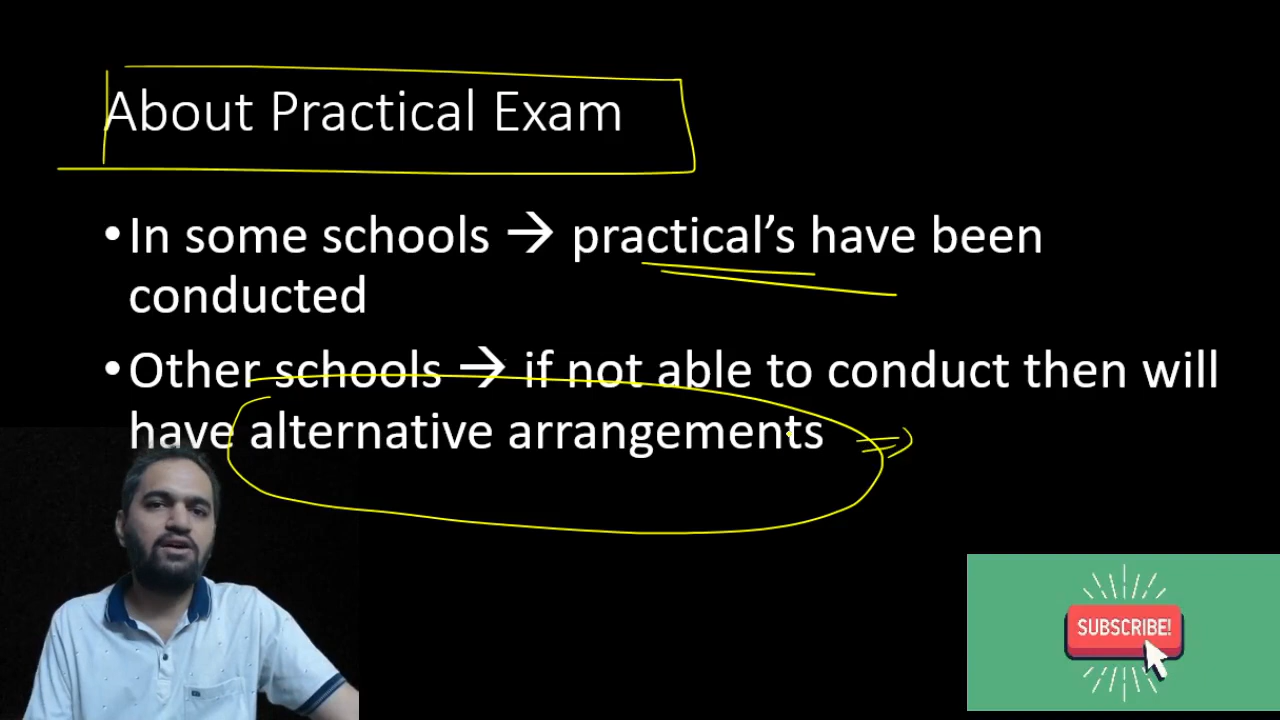 About Practical Exam
•In some schools → practical’s have been
conducted
•Other schools → if not able to conduct then will
have alternative arrangements
SUBSCRIBE!